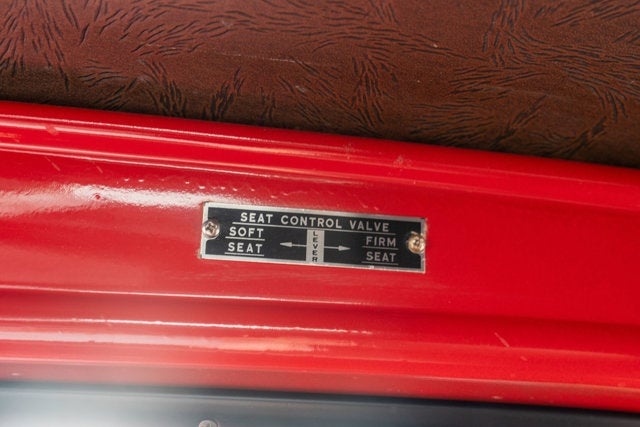 SEAT CONTROL VALVE
SOFT SEAT
LEVER
FIRM SEAT